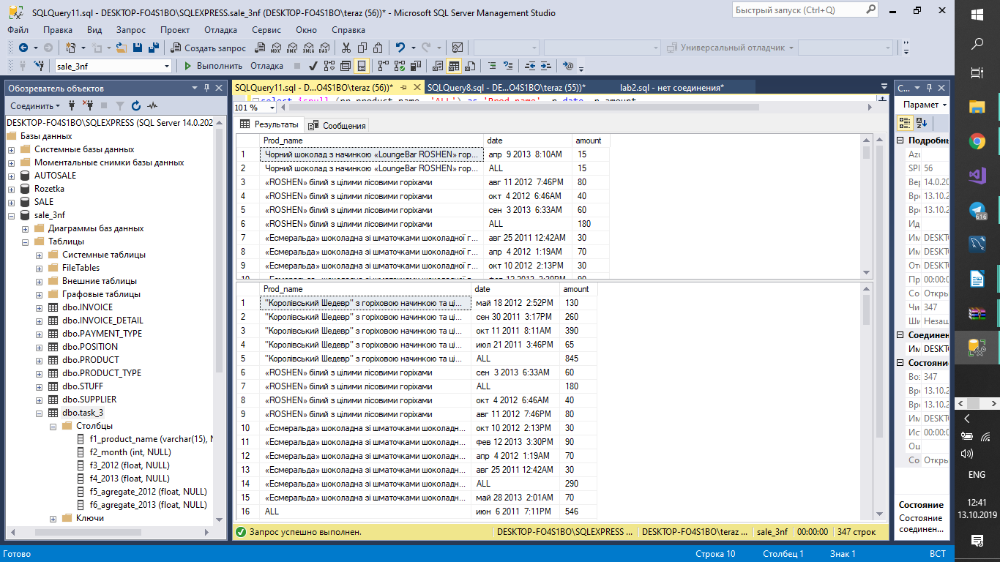 SQLQuery11.sql - DESKTOP-FO4S1BO\SQLEXPRESS.sale_3nf (DESKTOP-FO4S1BO\teraz (56))* - Microsoft SQL Server Management Studio
Быстрый запуск (Ctrl+Q)
Файл Правка Вид Запрос Проект Отладка Сервис Окно Справка
Создать запрос
Универсальный отладчик
sale_3nf
Выполнить Отладка
Обозреватель объектов
Соединить
DESKTOP-FO4S1BO\SQLEXPRESS (SQL Server 14.0.202
Базы данных
Системные базы данных
Моментальные снимки базы данных
AUTOSALE
Rozetka
SALE
sale_3nf
Диаграммы баз данных
Таблицы
Системные таблицы
FileTables
Внешние таблицы
Графовые таблицы
dbo.INVOICE
dbo.INVOICE_DETAIL
dbo.PAYMENT_TYPE
dbo.POSITION
dbo.PRODUCT
dbo.PRODUCT_TYPE
dbo.STUFF
dbo.SUPPLIER
dbo.task_3
Столбцы
f1_product_name (varchar(15), N
f2_month (int, NULL)
f3_2012 (float, NULL)
f4_2013 (float, NULL)
f5_agregate_2012 (float, NULL)
f6_agregate_2013 (float, NULL)
Ключи
SQLQuery11.sql - D...O4S1BO\teraz (56))*
SQLQuery8.sql - DE...O4S1BO\teraz (55))*
lab2.sql - нет соединения*
101 %
Результаты Сообщения
Prod_name date amount
1 Чорний шоколад з начинкою «LoungeBar ROSHEN» гор... апр 9 2013 8:10AM 15
2 Чорний шоколад з начинкою «LoungeBar ROSHEN» гор... ALL 15
3 «ROSHEN» білий з цілими лісовими горіхами авг 11 2012 7:46PM 80
4 «ROSHEN» білий з цілими лісовими горіхами окт 4 2012 6:46AM 40
5 «ROSHEN» білий з цілими лісовими горіхами сен 3 2013 6:33AM 60
6 «ROSHEN» білий з цілими лісовими горіхами ALL 180
7 «Есмеральда» шоколадна зі шматочками шоколадної г... авг 25 2011 12:42AM 30
8 «Есмеральда» шоколадна зі шматочками шоколадної г... апр 4 2012 1:19AM 70
9 «Есмеральда» шоколадна зі шматочками шоколадної г... окт 10 2012 2:13PM 30
Prod_name date amount
1 "Королівський Шедевр" з горіховою начинкою та ці... май 18 2012 2:52PM 130
2 "Королівський Шедевр" з горіховою начинкою та ці... сен 30 2011 3:17PM 260
3 "Королівський Шедевр" з горіховою начинкою та ці... окт 11 2011 8:11AM 390
4 "Королівський Шедевр" з горіховою начинкою та ці... июл 21 2011 3:46PM 65
5 "Королівський Шедевр" з горіховою начинкою та ці... ALL 845
6 «ROSHEN» білий з цілими лісовими горіхами сен 3 2013 6:33AM 60
7 «ROSHEN» білий з цілими лісовими горіхами ALL 180
8 «ROSHEN» білий з цілими лісовими горіхами окт 4 2012 6:46AM 40
9 «ROSHEN» білий з цілими лісовими горіхами авг 11 2012 7:46PM 80
10 «Есмеральда» шоколадна зі шматочками шоколадн... окт 10 2012 2:13PM 30
11 «Есмеральда» шоколадна зі шматочками шоколадн... фев 12 2013 3:30PM 90
12 «Есмеральда» шоколадна зі шматочками шоколадн... апр 4 2012 1:19AM 70
13 «Есмеральда» шоколадна зі шматочками шоколадн... авг 25 2011 12:42AM 30
14 «Есмеральда» шоколадна зі шматочками шоколадн... ALL 290
15 «Есмеральда» шоколадна зі шматочками шоколадн... май 28 2013 2:01AM 70
16 ALL июн 6 2011 7:11PM 546
Запрос успешно выполнен.
DESKTOP-FO4S1BO\SQLEXPRESS ... DESKTOP-FO4S1BO\teraz ... sale_3nf 00:00:00 347 строк
С...
Парамет
Подробнь
Azu
SPI 56
Вер 14.0.20
Вре 13.10.2
Вре 13.10.2
Ид
Им DESKT
Им DESKT
Отс DESKT
Пр 00:00:0
Со Откры
Чи 347
Ши Незаш
Соединен
Им DESKT
Состояние
Воз 347
Вре 13.10.2
Вре 13.10.2
Им DESKT
Ист 00:00:0
Ош
Со Откры
Состояние
Состояние
соединен...
Готово
Строка 10 Столбец 1 Знак 1 ВСТ
616
ENG
12:41
13.10.2019